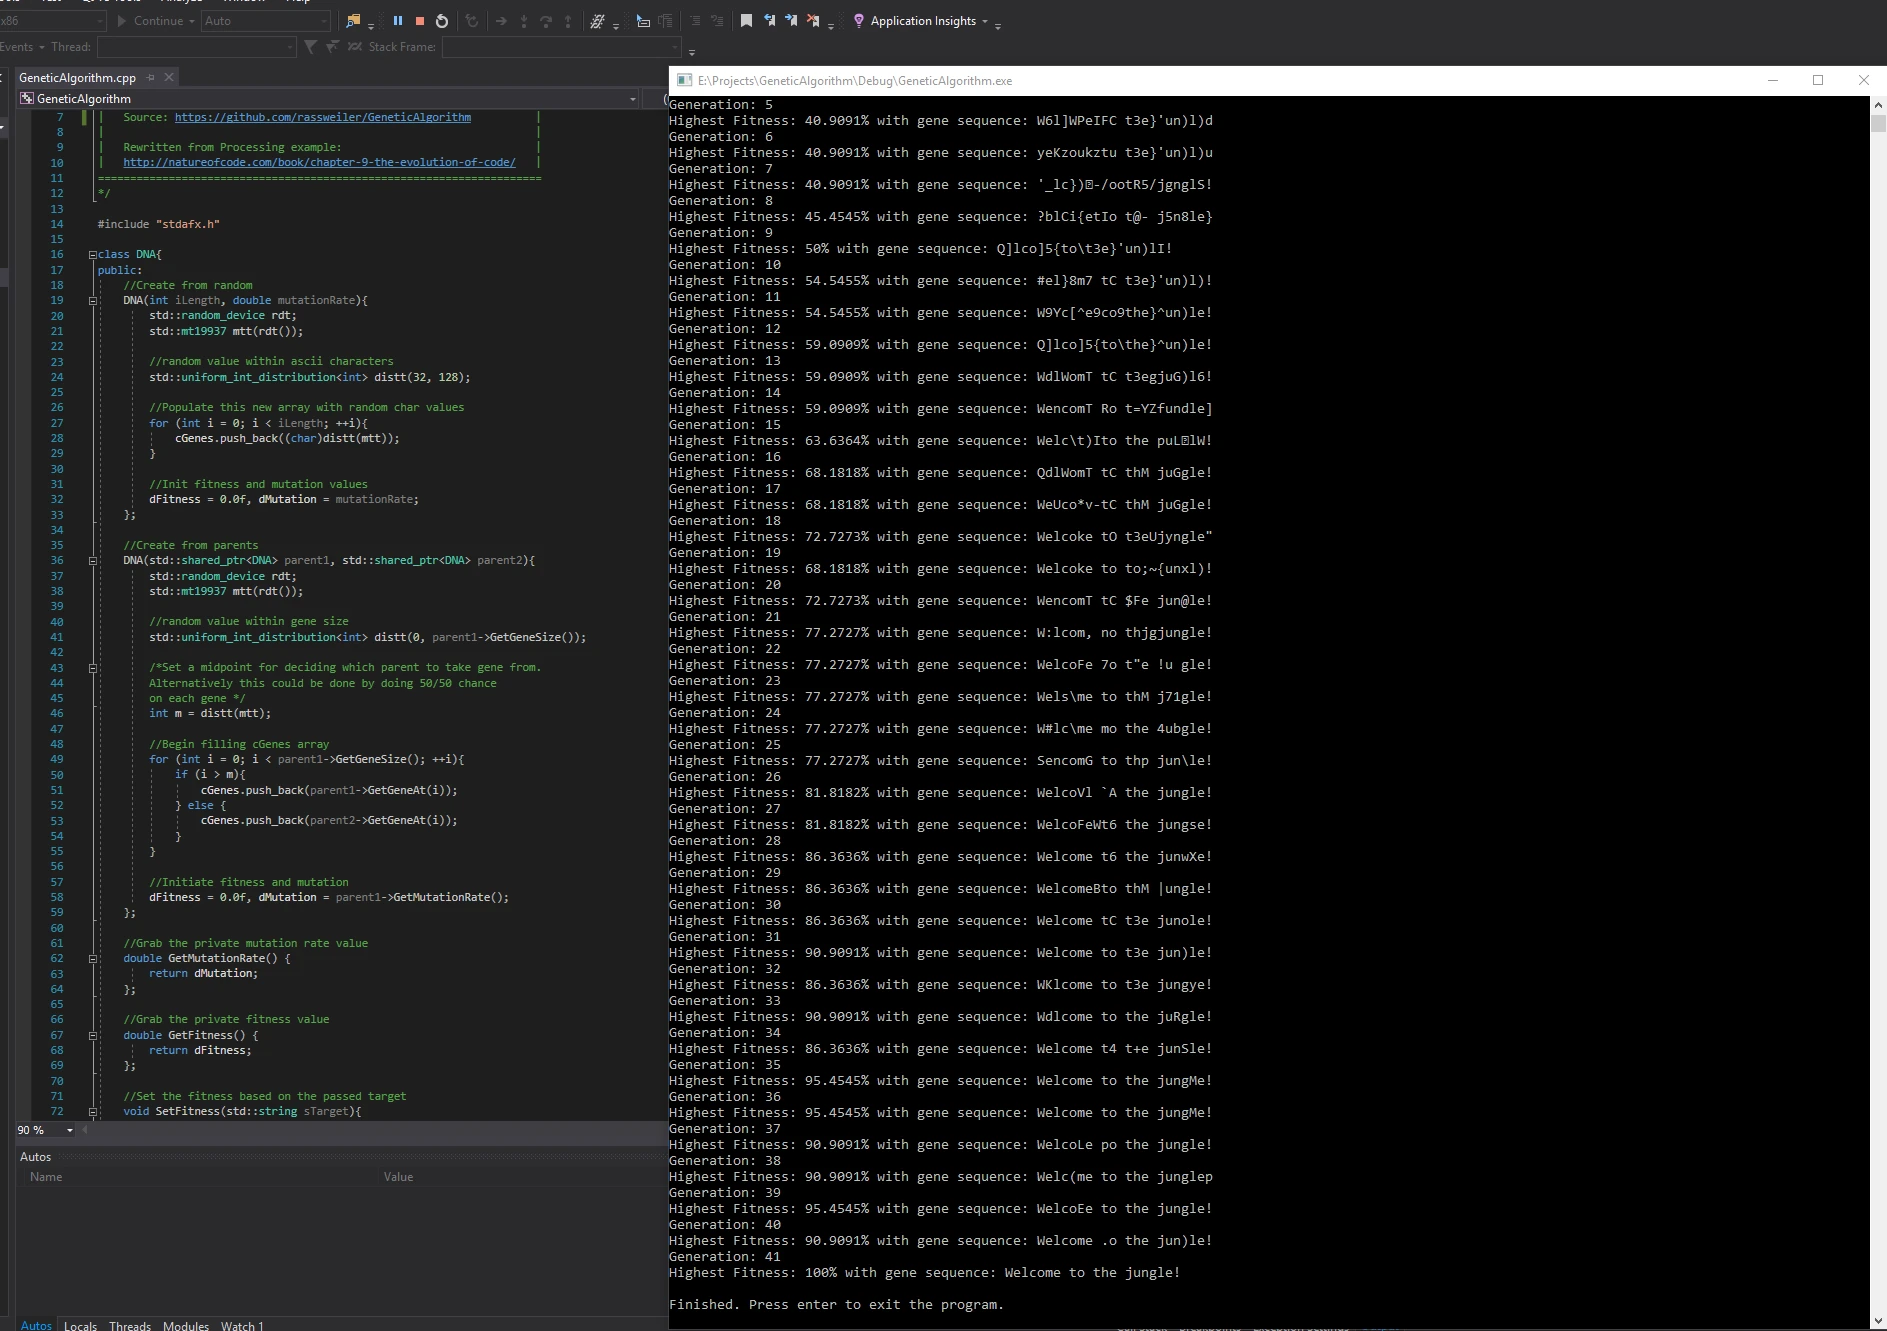 x86
Continue
Auto
Application Insights
Events
Thread:
Stack Frame:
GeneticAlgorithm.cpp
GeneticAlgorithm
7 | Source: https://github.com/rassweiler/GeneticAlgorithm |
8 | |
9 | Rewritten from Processing example: |
10 | http://natureofcode.com/book/chapter-9-the-evolution-of-code/ |
11 =====================================================================
12 */
13
14 #include "stdafx.h"
15
16 class DNA{
17 public:
18 //Create from random
19 DNA(int iLength, double mutationRate){
20 std::random_device rdt;
21 std::mt19937 mtt(rdt());
22
23 //random value within ascii characters
24 std::uniform_int_distribution<int> distt(32, 128);
25
26 //Populate this new array with random char values
27 for (int i = 0; i < iLength; ++i){
28 cGenes.push_back((char)distt(mtt));
29 }
30
31 //Init fitness and mutation values
32 dFitness = 0.0f, dMutation = mutationRate;
33 };
34
35 //Create from parents
36 DNA(std::shared_ptr<DNA> parent1, std::shared_ptr<DNA> parent2){
37 std::random_device rdt;
38 std::mt19937 mtt(rdt());
39
40 //random value within gene size
41 std::uniform_int_distribution<int> distt(0, parent1->GetGeneSize());
42
43 /*Set a midpoint for deciding which parent to take gene from.
44 Alternatively this could be done by doing 50/50 chance
45 on each gene */
46 int m = distt(mtt);
47
48 //Begin filling cGenes array
49 for (int i = 0; i < parent1->GetGeneSize(); ++i){
50 if (i > m){
51 cGenes.push_back(parent1->GetGeneAt(i));
52 } else {
53 cGenes.push_back(parent2->GetGeneAt(i));
54 }
55 }
56
57 //Initiate fitness and mutation
58 dFitness = 0.0f, dMutation = parent1->GetMutationRate();
59 };
60
61 //Grab the private mutation rate value
62 double GetMutationRate() {
63 return dMutation;
64 };
65
66 //Grab the private fitness value
67 double GetFitness() {
68 return dFitness;
69 };
70
71 //Set the fitness based on the passed target
72 void SetFitness(std::string sTarget){
90 %
Autos
Name Value
Autos Locals Threads Modules Watch 1
E:\Projects\GeneticAlgorithm\Debug\GeneticAlgorithm.exe
Generation: 5
Highest Fitness: 40.9091% with gene sequence: W6l]WPeIFC t3e}'un)l)d
Generation: 6
Highest Fitness: 40.9091% with gene sequence: yeKzoukztu t3e}'un)l)u
Generation: 7
Highest Fitness: 40.9091% with gene sequence: '_lc})-/ootR5/jgnglS!
Generation: 8
Highest Fitness: 45.4545% with gene sequence: ?blCi{etIo t@- j5n8le}
Generation: 9
Highest Fitness: 50% with gene sequence: Q]lco]5{to\t3e}'un)lI!
Generation: 10
Highest Fitness: 54.5455% with gene sequence: #el}8m7 tC t3e}'un)l)!
Generation: 11
Highest Fitness: 54.5455% with gene sequence: W9Yc[^e9co9the}^un)le!
Generation: 12
Highest Fitness: 59.0909% with gene sequence: Q]lco]5{to\the}^un)le!
Generation: 13
Highest Fitness: 59.0909% with gene sequence: WdlWomT tC t3egjuG)l6!
Generation: 14
Highest Fitness: 59.0909% with gene sequence: WencomT Ro t=YZfundle]
Generation: 15
Highest Fitness: 63.6364% with gene sequence: Welc\t)Ito the puLlW!
Generation: 16
Highest Fitness: 68.1818% with gene sequence: QdlWomT tC thM juGgle!
Generation: 17
Highest Fitness: 68.1818% with gene sequence: WeUco*v-tC thM juGgle!
Generation: 18
Highest Fitness: 72.7273% with gene sequence: Welcoke tO t3eUjyngle"
Generation: 19
Highest Fitness: 68.1818% with gene sequence: Welcoke to to;~{unxl)!
Generation: 20
Highest Fitness: 72.7273% with gene sequence: WencomT tC $Fe jun@le!
Generation: 21
Highest Fitness: 77.2727% with gene sequence: W:lcom, no thjgjungle!
Generation: 22
Highest Fitness: 77.2727% with gene sequence: WelcoFe 7o t"e !u gle!
Generation: 23
Highest Fitness: 77.2727% with gene sequence: Wels\me to thM j71gle!
Generation: 24
Highest Fitness: 77.2727% with gene sequence: W#lc\me mo the 4ubgle!
Generation: 25
Highest Fitness: 77.2727% with gene sequence: SencomG to thp jun\le!
Generation: 26
Highest Fitness: 81.8182% with gene sequence: WelcoVl `A the jungle!
Generation: 27
Highest Fitness: 81.8182% with gene sequence: WelcoFeWt6 the jungse!
Generation: 28
Highest Fitness: 86.3636% with gene sequence: Welcome t6 the junwXe!
Generation: 29
Highest Fitness: 86.3636% with gene sequence: WelcomeBto thM |ungle!
Generation: 30
Highest Fitness: 86.3636% with gene sequence: Welcome tC t3e junole!
Generation: 31
Highest Fitness: 90.9091% with gene sequence: Welcome to t3e jun)le!
Generation: 32
Highest Fitness: 86.3636% with gene sequence: WKlcome to t3e jungye!
Generation: 33
Highest Fitness: 90.9091% with gene sequence: Wdlcome to the juRgle!
Generation: 34
Highest Fitness: 86.3636% with gene sequence: Welcome t4 t+e junSle!
Generation: 35
Highest Fitness: 95.4545% with gene sequence: Welcome to the jungMe!
Generation: 36
Highest Fitness: 95.4545% with gene sequence: Welcome to the jungMe!
Generation: 37
Highest Fitness: 90.9091% with gene sequence: WelcoLe po the jungle!
Generation: 38
Highest Fitness: 90.9091% with gene sequence: Welc(me to the junglep
Generation: 39
Highest Fitness: 95.4545% with gene sequence: WelcoEe to the jungle!
Generation: 40
Highest Fitness: 90.9091% with gene sequence: Welcome .o the jun)le!
Generation: 41
Highest Fitness: 100% with gene sequence: Welcome to the jungle!

Finished. Press enter to exit the program.